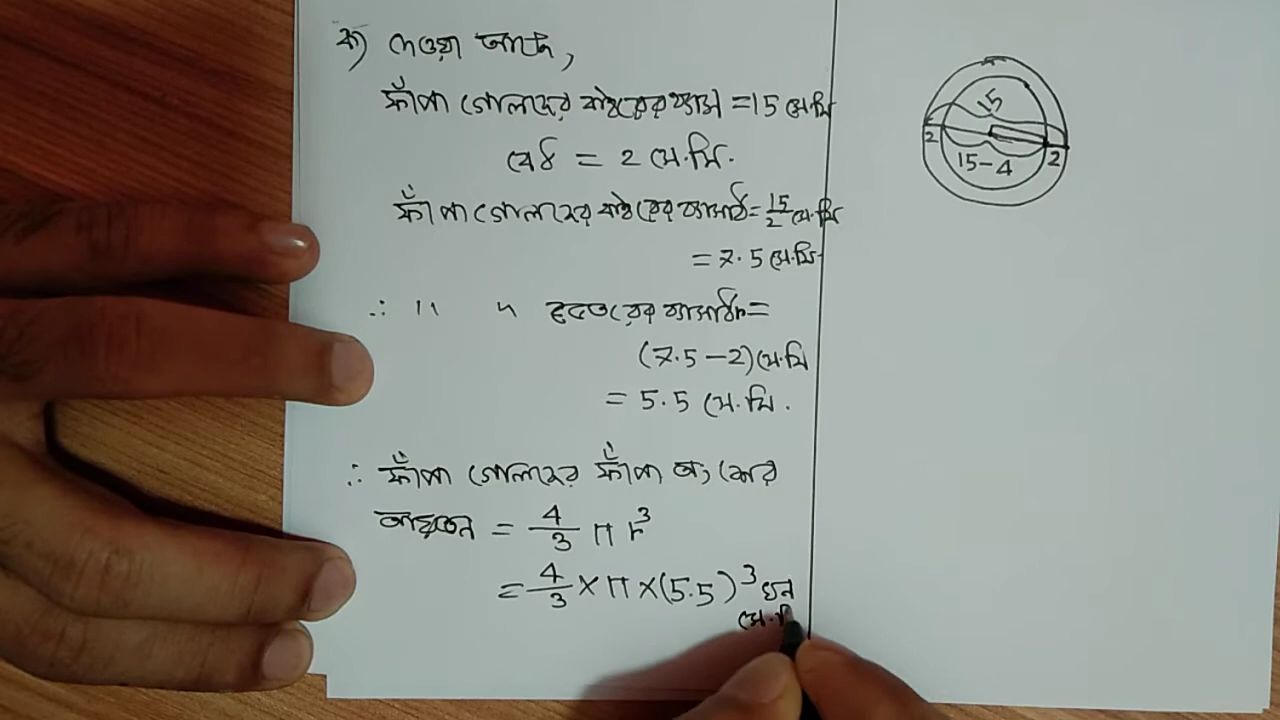 ক) দেওয়া আছে,
ফাঁপা গোলকের বাইরের ব্যাস = 15 সে.মি
বেধ = 2 সে.মি.
ফাঁপা গোলকের বাইরের ব্যাসার্ধ = 15/2 সে.মি
= 7.5 সে.মি
∴ " " ভিতরের ব্যাসার্ধ r =
(7.5 – 2) সে.মি
= 5.5 সে.মি.
∴ ফাঁপা গোলকের ফাঁপা অংশের
আয়তন = 4/3 π r³
= 4/3 × π × (5.5)³ ঘন
সে.মি
15
2
15 – 4
2